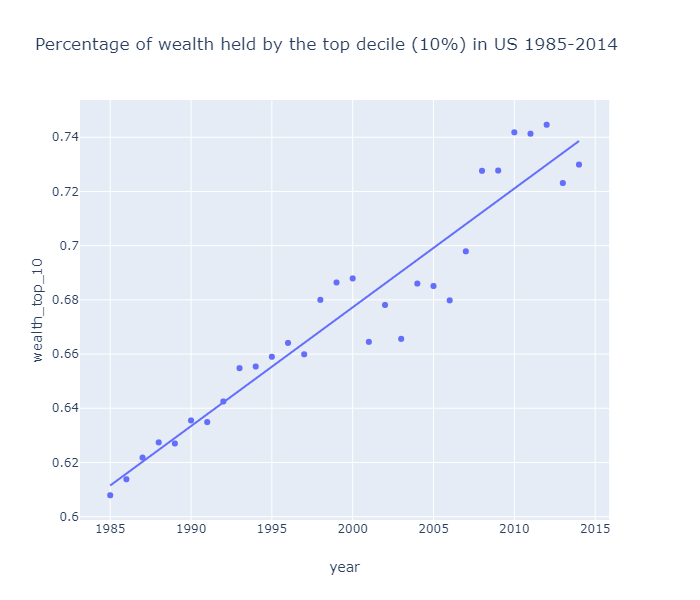 Percentage of wealth held by the top decile (10%) in US 1985-2014
wealth_top_10
0.74
0.72
0.7
0.68
0.66
0.64
0.62
0.6
1985 1990 1995 2000 2005 2010 2015
year